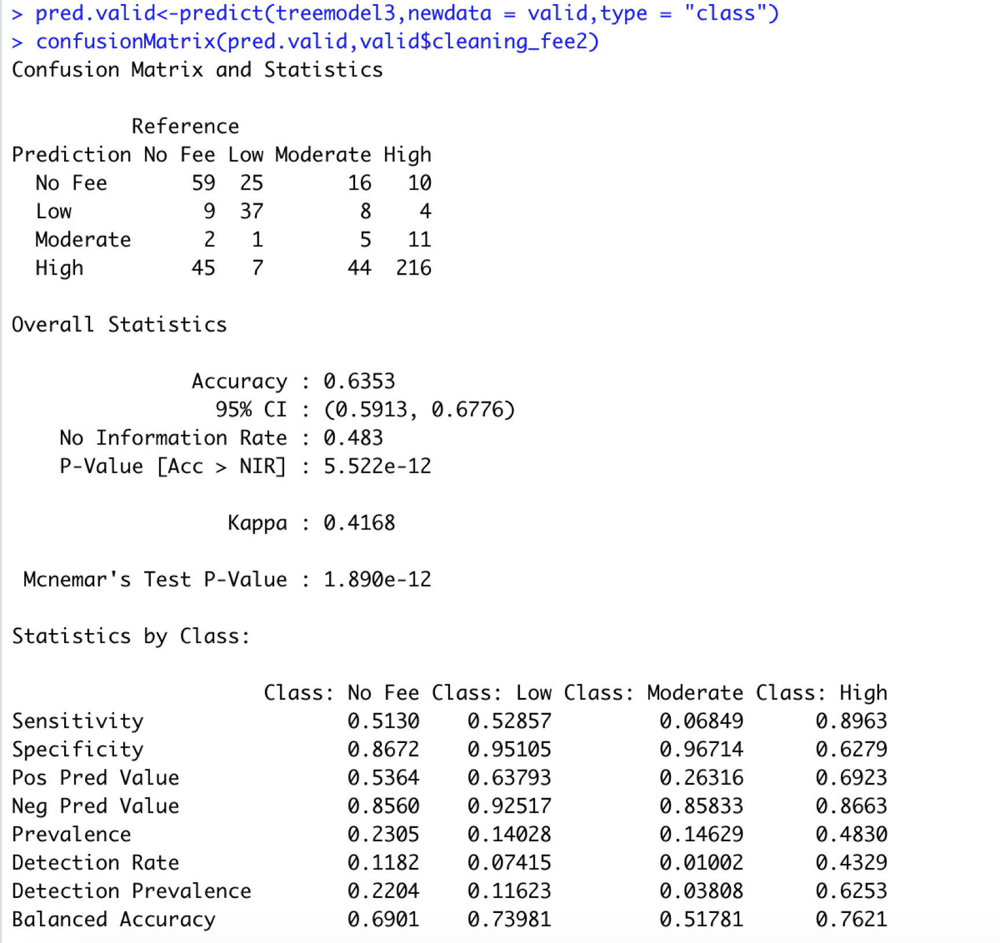 > pred.valid<-predict(treemodel3,newdata = valid,type = "class")
> confusionMatrix(pred.valid,valid$cleaning_fee2)
Confusion Matrix and Statistics
Reference
Prediction No Fee Low Moderate High
No Fee 59 25 16 10
Low 9 37 8 4
Moderate 2 1 5 11
High 45 7 44 216
Overall Statistics
Accuracy : 0.6353
95% CI : (0.5913, 0.6776)
No Information Rate : 0.483
P-Value [Acc > NIR] : 5.522e-12
Kappa : 0.4168
Mcnemar's Test P-Value : 1.890e-12
Statistics by Class:
Class: No Fee Class: Low Class: Moderate Class: High
Sensitivity 0.5130 0.52857 0.06849 0.8963
Specificity 0.8672 0.95105 0.96714 0.6279
Pos Pred Value 0.5364 0.63793 0.26316 0.6923
Neg Pred Value 0.8560 0.92517 0.85833 0.8663
Prevalence 0.2305 0.14028 0.14629 0.4830
Detection Rate 0.1182 0.07415 0.01002 0.4329
Detection Prevalence 0.2204 0.11623 0.03808 0.6253
Balanced Accuracy 0.6901 0.73981 0.51781 0.7621